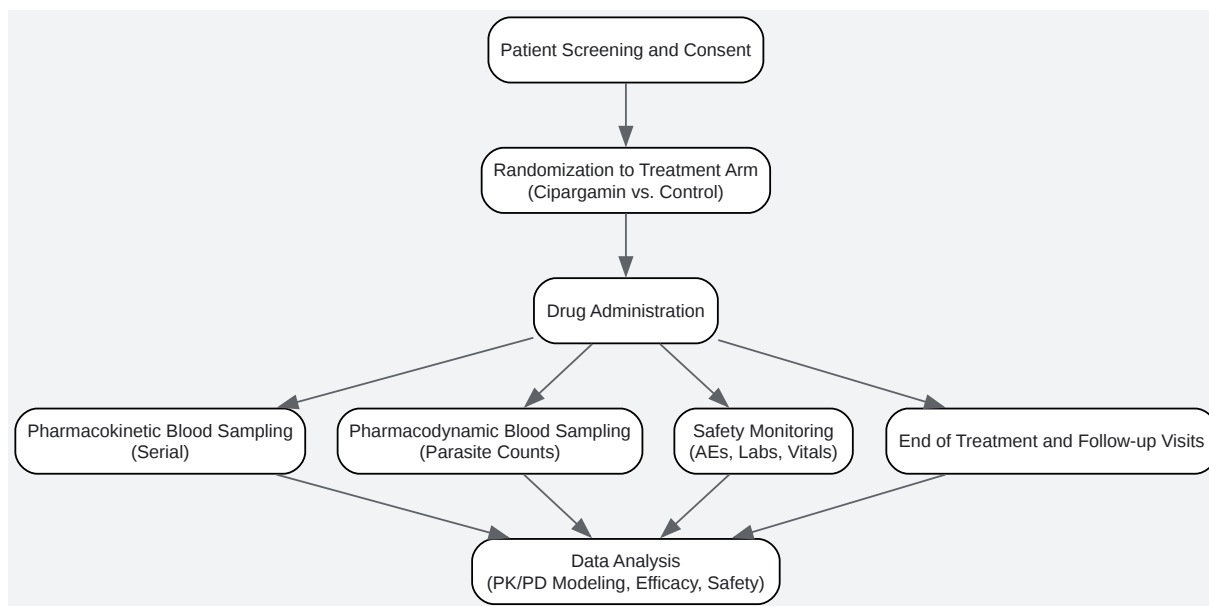 Patient Screening and Consent
Randomization to Treatment Arm
(Cipargamin vs. Control)
Drug Administration
Pharmacokinetic Blood Sampling
(Serial)
Pharmacodynamic Blood Sampling
(Parasite Counts)
Safety Monitoring
(AEs, Labs, Vitals)
End of Treatment and Follow-up Visits
Data Analysis
(PK/PD Modeling, Efficacy, Safety)